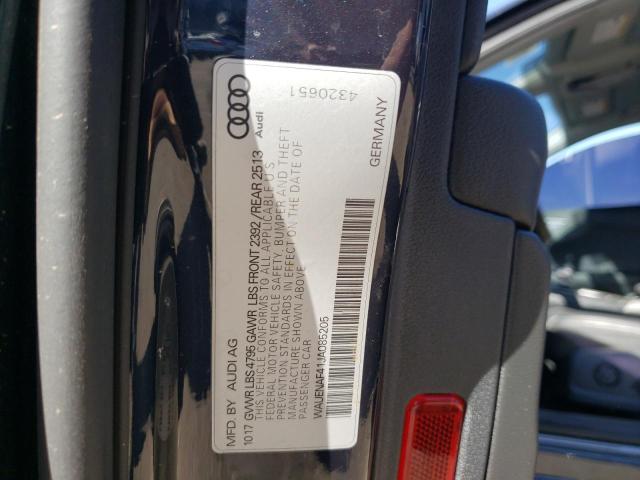 Audi
4320651
MFD. BY AUDI AG
1017 GVWR LBS 4795 GAWR LBS FRONT 2392 / REAR 2513
THIS VEHICLE CONFORMS TO ALL APPLICABLE U.S
FEDERAL MOTOR VEHICLE SAFETY, BUMPER AND THEFT
PREVENTION STANDARDS IN EFFECT ON THE DATE OF
MANUFACTURE SHOWN ABOVE
PASSENGER CAR
GERMANY
WAUENAF41JA085205